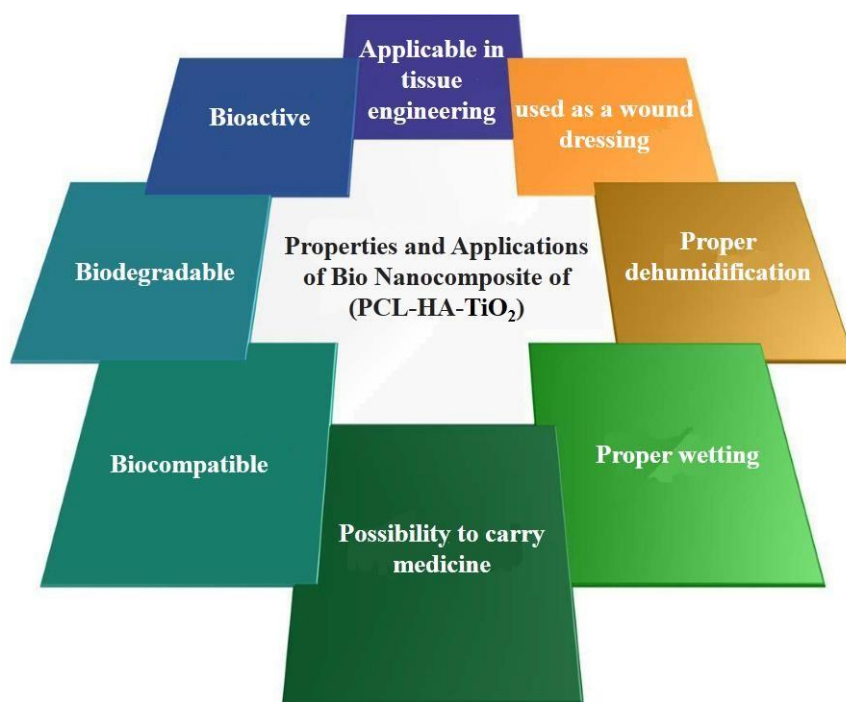 Applicable in
tissue
engineering
used as a wound
dressing
Proper
dehumidification
Proper wetting
Possibility to carry
medicine
Biocompatible
Biodegradable
Bioactive
Properties and Applications
of Bio Nanocomposite of
(PCL-HA-TiO₂)